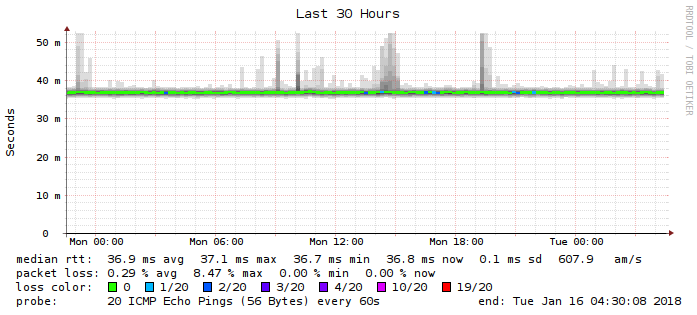 Last 30 Hours
RRDTOOL / TOBI OETIKER
Seconds
50 m
40 m
30 m
20 m
10 m
0
Mon 00:00 Mon 06:00 Mon 12:00 Mon 18:00 Tue 00:00
median rtt: 36.9 ms avg 37.1 ms max 36.7 ms min 36.8 ms now 0.1 ms sd 607.9 am/s
packet loss: 0.29 % avg 8.47 % max 0.00 % min 0.00 % now
loss color: 0 1/20 2/20 3/20 4/20 10/20 19/20
probe: 20 ICMP Echo Pings (56 Bytes) every 60s end: Tue Jan 16 04:30:08 2018